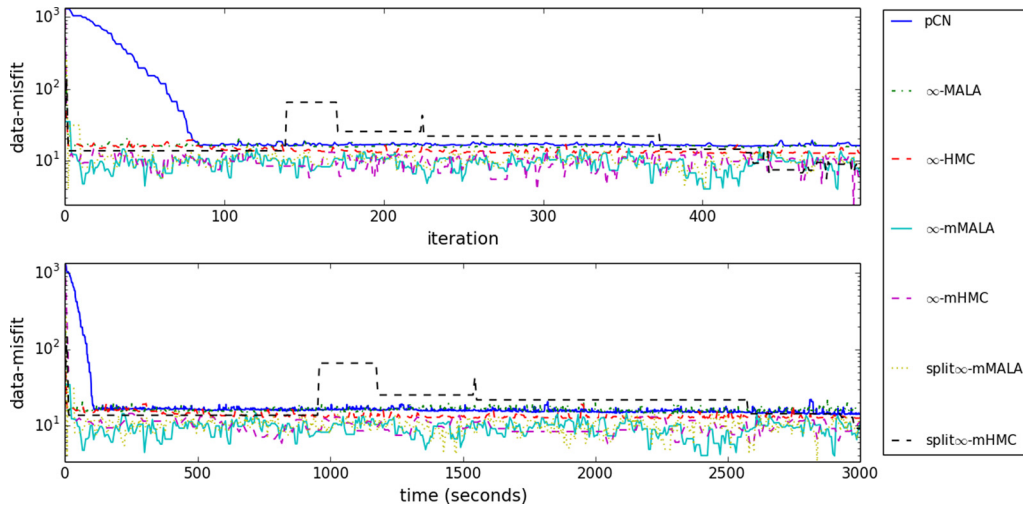 10³
10²
10¹
data-misfit
0
100
200
300
400
iteration
10³
10²
10¹
data-misfit
0
500
1000
1500
2000
2500
3000
time (seconds)
pCN
∞-MALA
∞-HMC
∞-mMALA
∞-mHMC
split∞-mMALA
split∞-mHMC